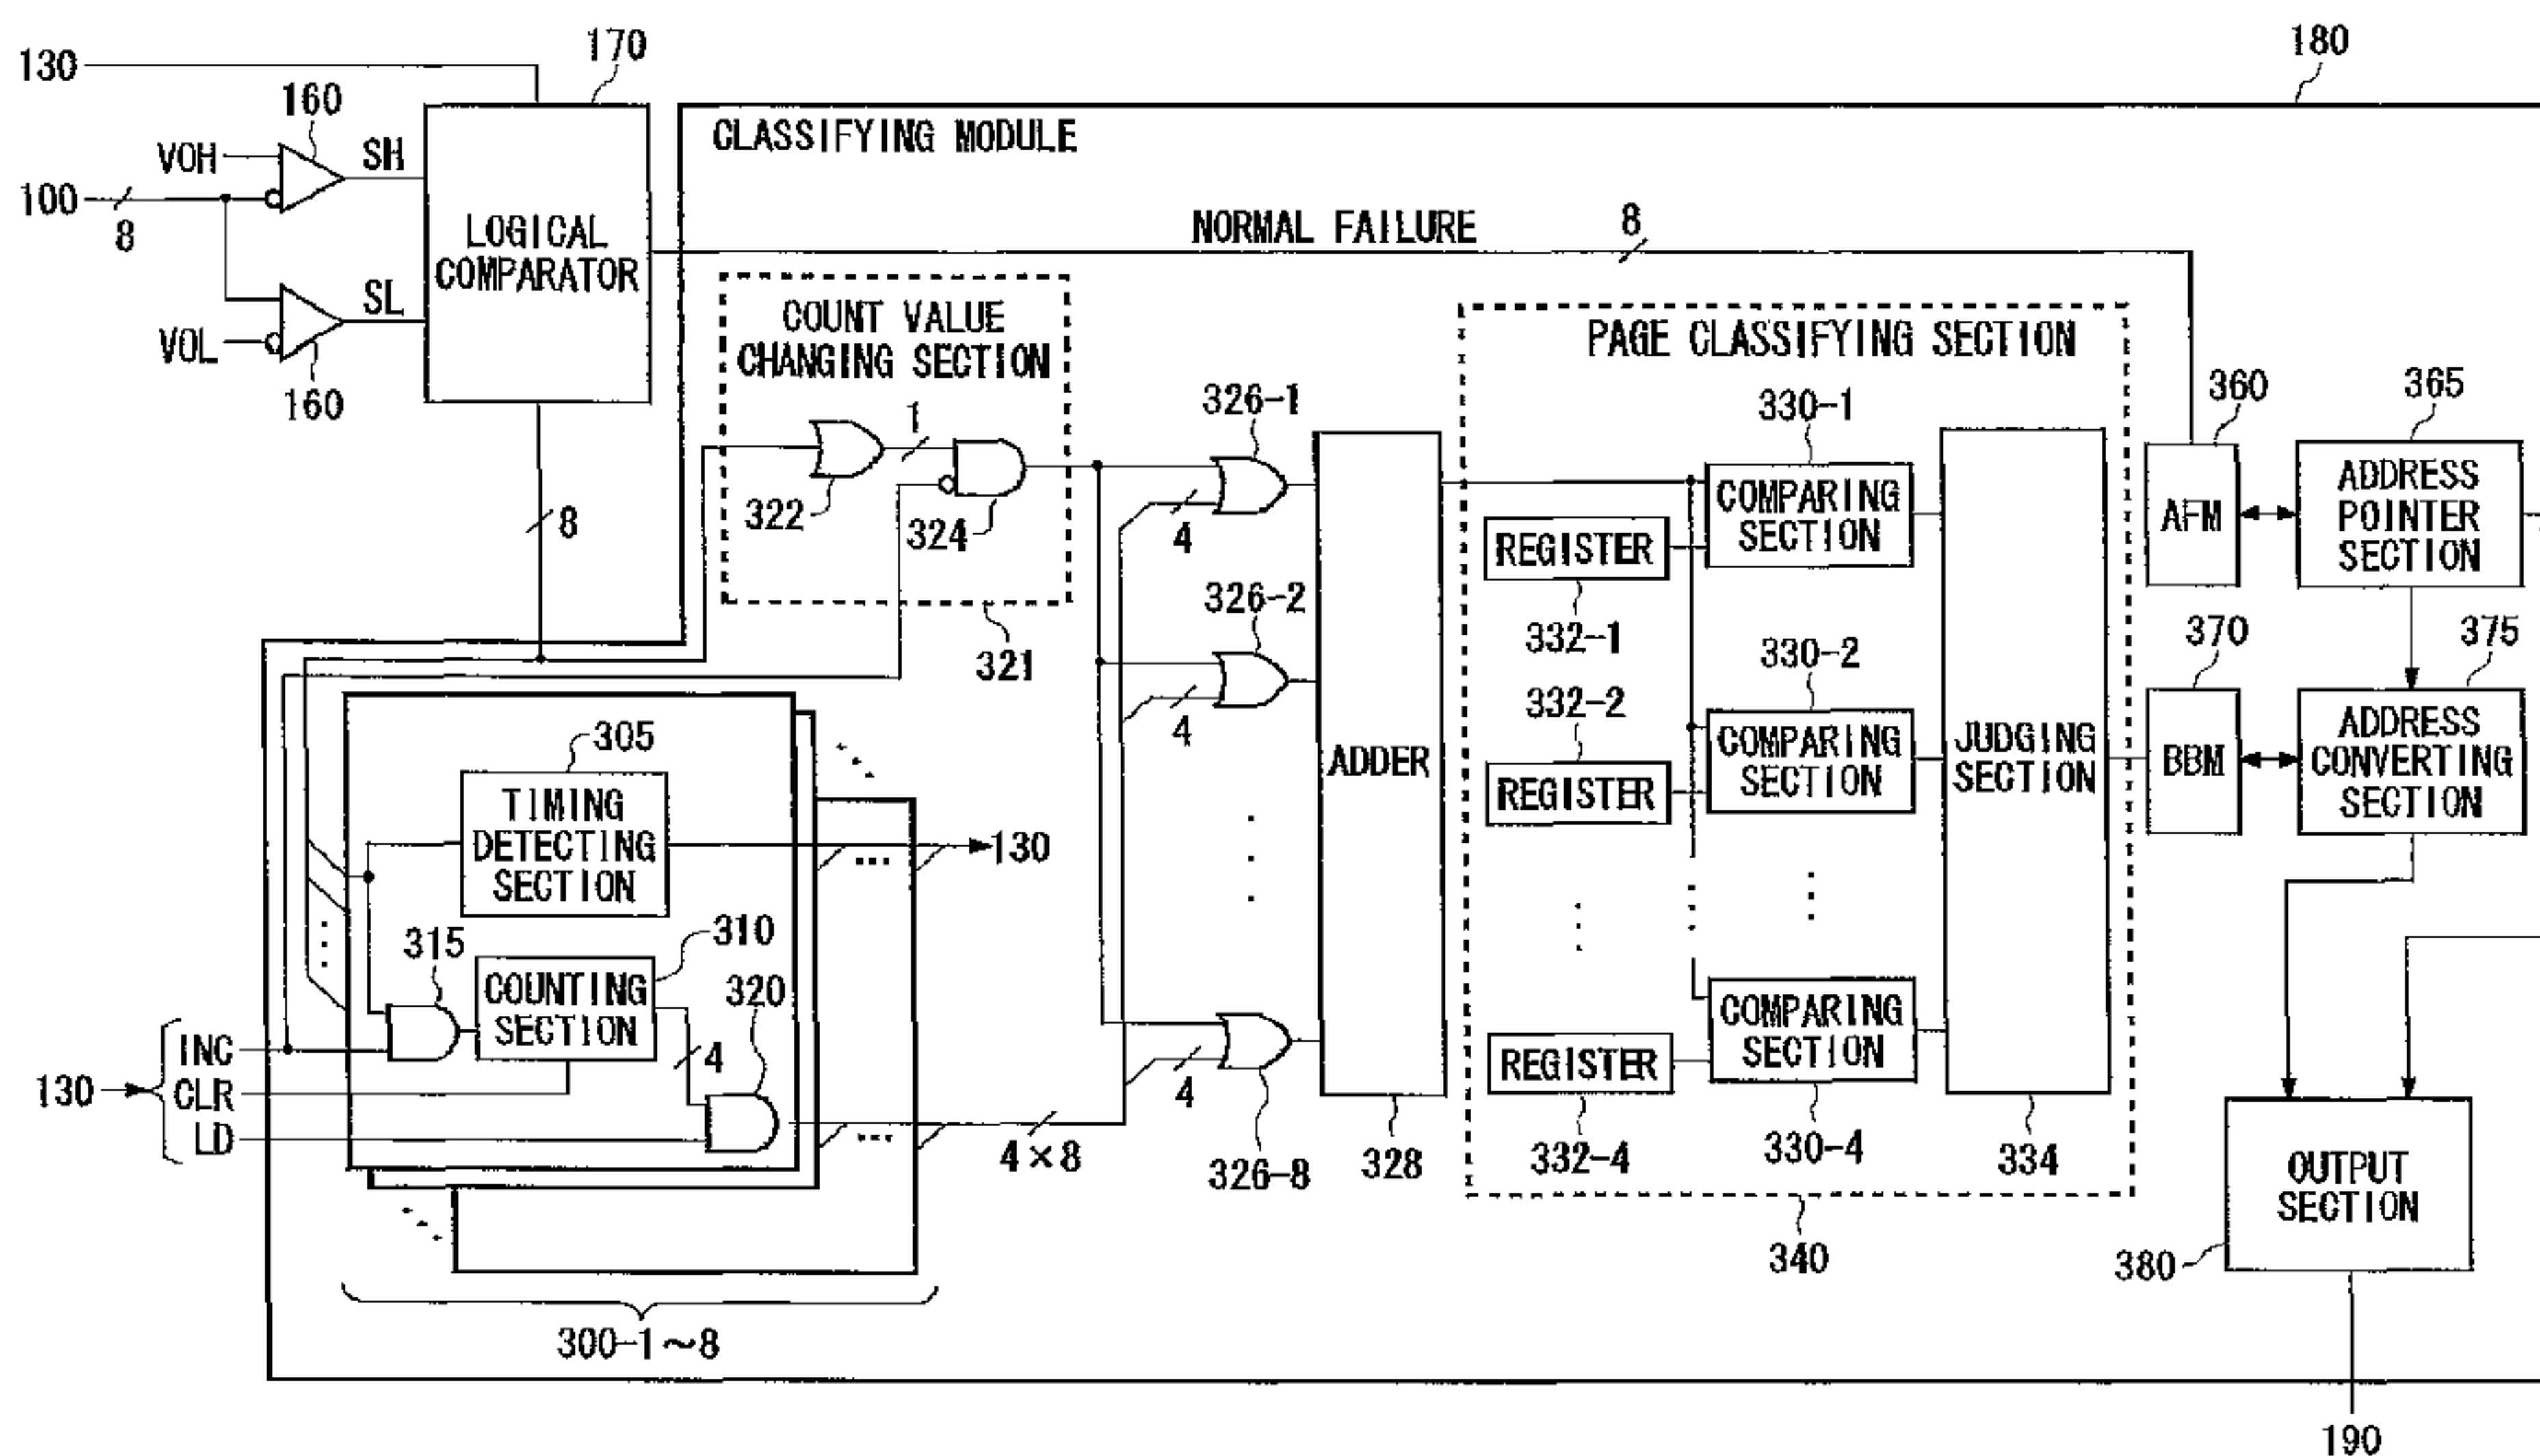 130
170
180
160
VOH
SH
100
8
LOGICAL
COMPARATOR
SL
VOL
160
CLASSIFYING MODULE
NORMAL FAILURE
8
COUNT VALUE
CHANGING SECTION
1
322
324
321
8
326-1
4
326-2
4
326-8
4
ADDER
328
PAGE CLASSIFYING SECTION
330-1
COMPARING
SECTION
REGISTER
332-1
330-2
332-2
COMPARING
SECTION
REGISTER
COMPARING
SECTION
REGISTER
332-4
330-4
JUDGING
SECTION
334
340
360
AFM
365
ADDRESS
POINTER
SECTION
370
BBM
375
ADDRESS
CONVERTING
SECTION
OUTPUT
SECTION
380
190
305
TIMING
DETECTING
SECTION
130
315
310
COUNTING
SECTION
320
4
130
INC
CLR
LD
4×8
300-1~8